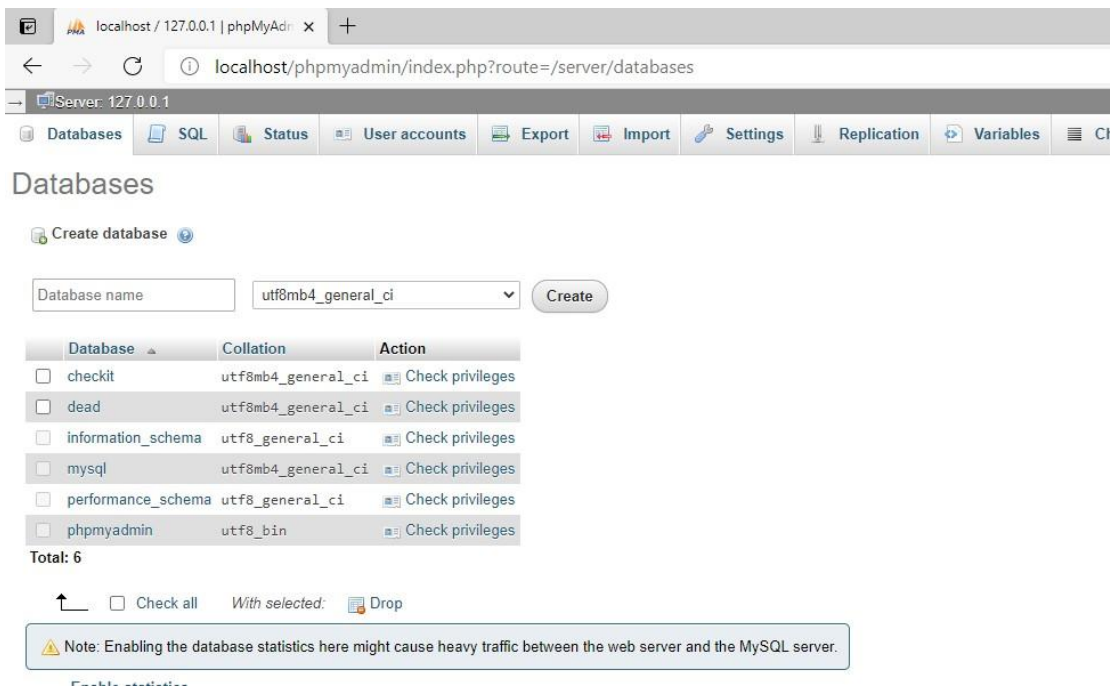 localhost / 127.0.0.1 | phpMyAdr
localhost/phpmyadmin/index.php?route=/server/databases
Server: 127.0.0.1
Databases SQL Status User accounts Export Import Settings Replication Variables
Databases
Create database
Database name utf8mb4_general_ci Create
Database Collation Action
checkit utf8mb4_general_ci Check privileges
dead utf8mb4_general_ci Check privileges
information_schema utf8_general_ci Check privileges
mysql utf8mb4_general_ci Check privileges
performance_schema utf8_general_ci Check privileges
phpmyadmin utf8_bin Check privileges
Total: 6
Check all With selected: Drop
Note: Enabling the database statistics here might cause heavy traffic between the web server and the MySQL server.
Enable statistics